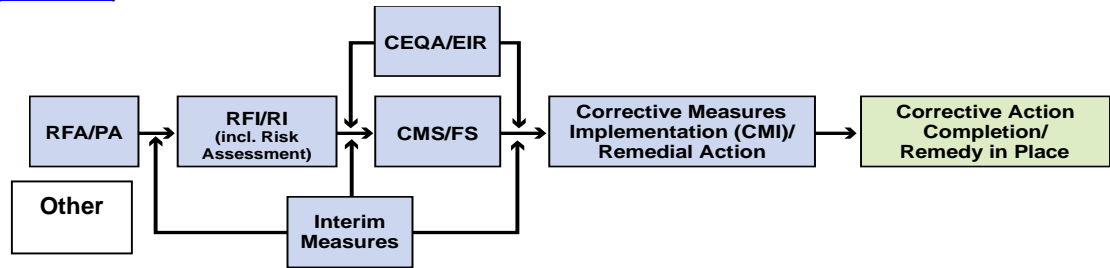 CEQA/EIR
RFA/PA
RFI/RI
(incl. Risk
Assessment)
CMS/FS
Corrective Measures
Implementation (CMI)/
Remedial Action
Corrective Action
Completion/
Remedy in Place
Other
Interim
Measures